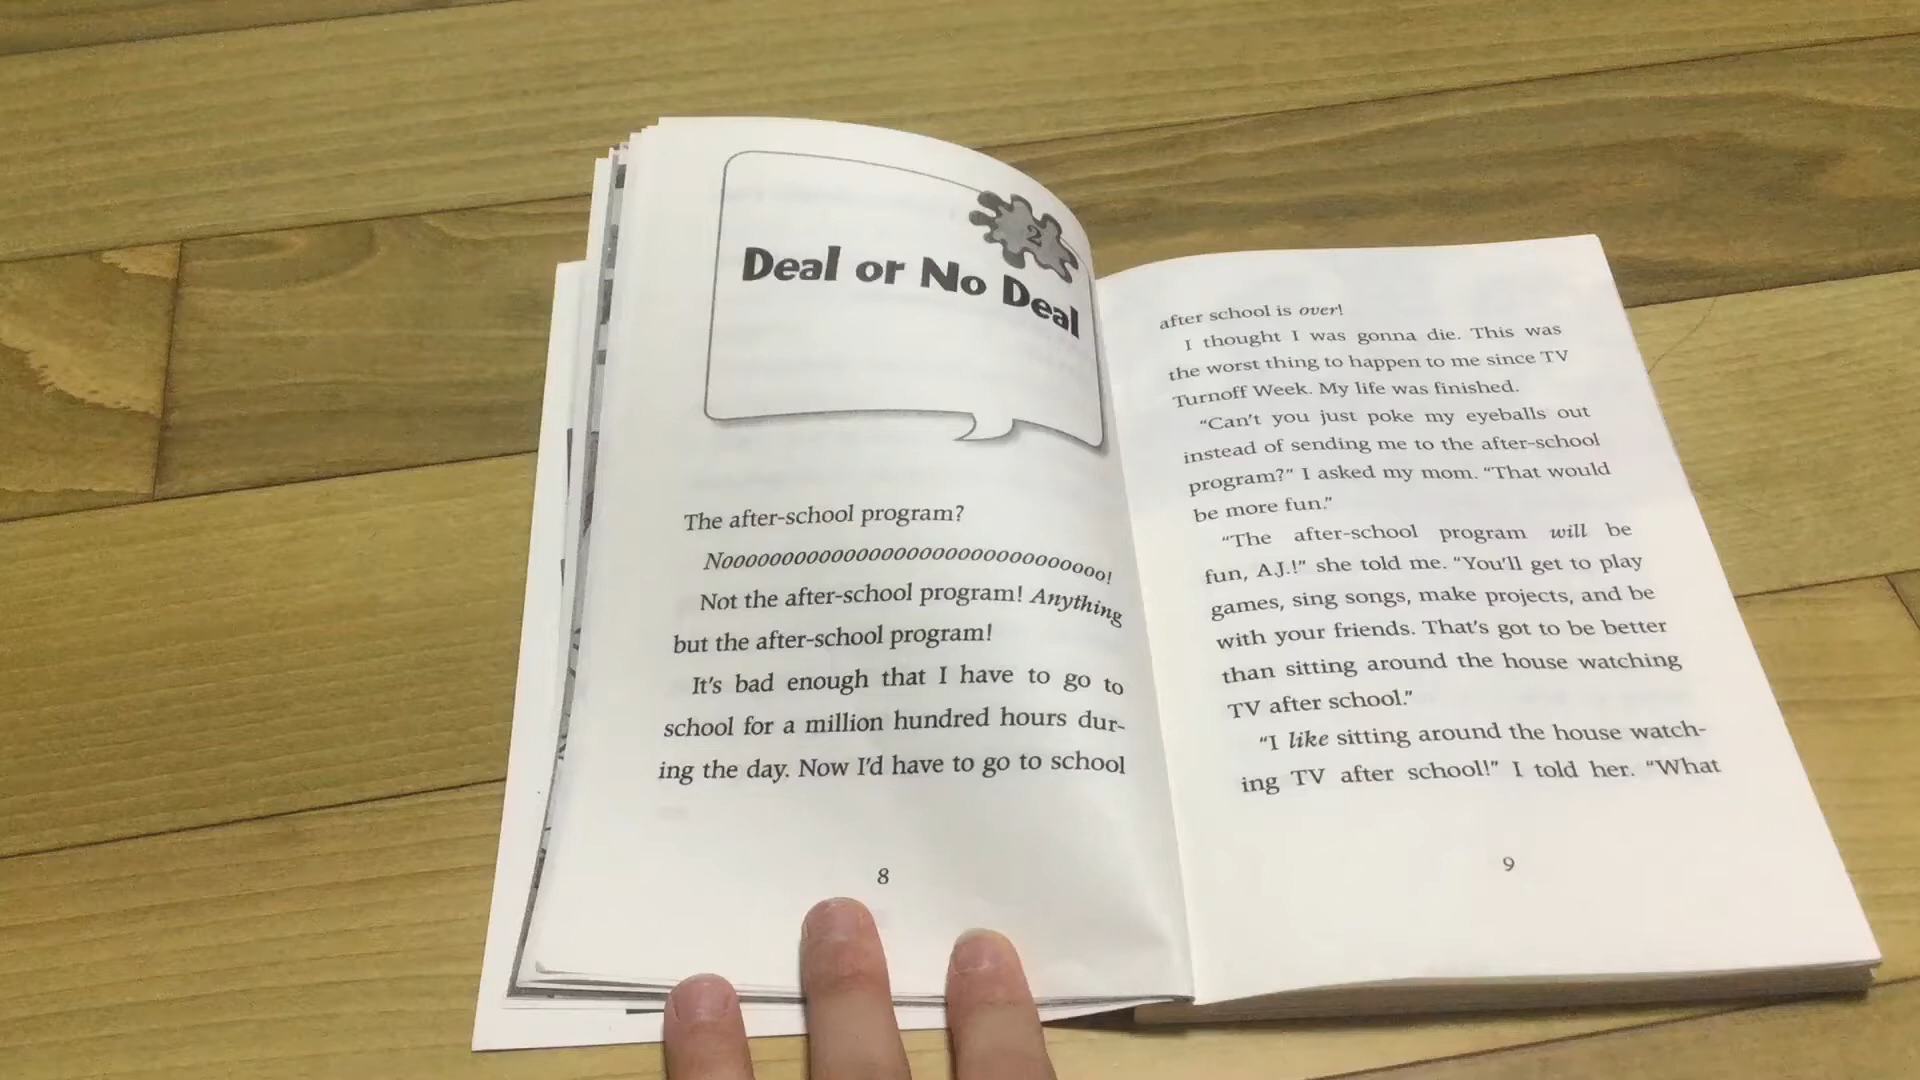 2
Deal or No Deal
The after-school program?
Nooooooooooooooooooooooooooooooooo!
Not the after-school program! Anything
but the after-school program!
It's bad enough that I have to go to
school for a million hundred hours dur-
ing the day. Now I'd have to go to school
8
after school is over!
I thought I was gonna die. This was
the worst thing to happen to me since TV
Turnoff Week. My life was finished.
“Can't you just poke my eyeballs out
instead of sending me to the after-school
program?” I asked my mom. “That would
be more fun.”
“The after-school program will be
fun, A.J.!” she told me. “You'll get to play
games, sing songs, make projects, and be
with your friends. That's got to be better
than sitting around the house watching
TV after school.”
“I like sitting around the house watch-
ing TV after school!” I told her. “What
9